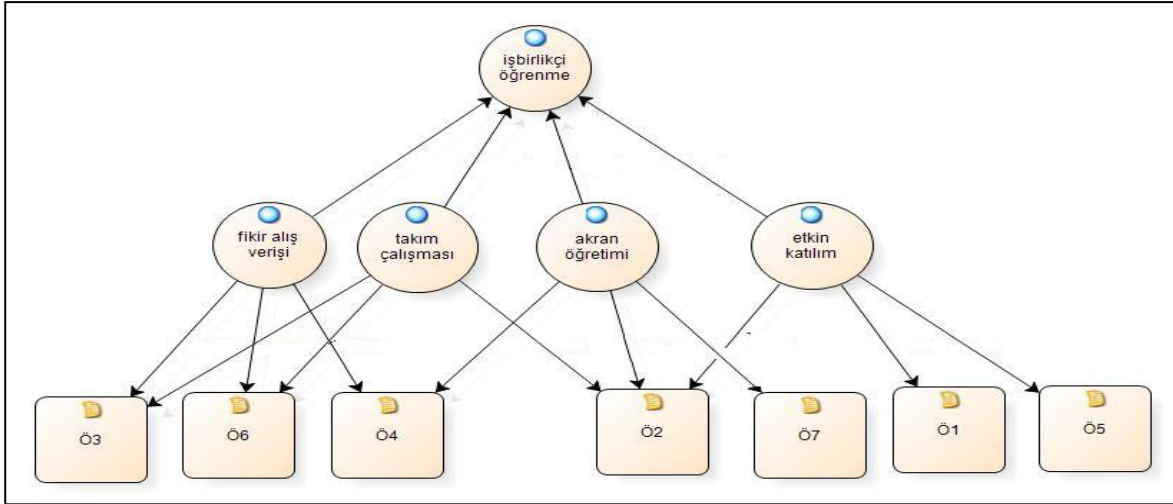 işbirlikçi
öğrenme
fikir alış
verişi
takım
çalışması
akran
öğretimi
etkin
katılım
Ö3
Ö6
Ö4
Ö2
Ö7
Ö1
Ö5